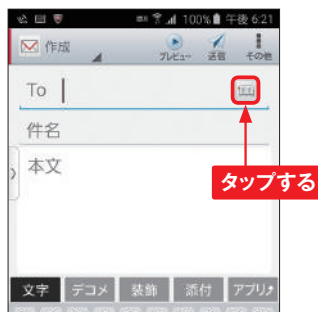 100% 午後6:21
作成 プレビュー 送信 その他
To
件名
本文
タップする
文字 デコメ 装飾 添付 アプリ